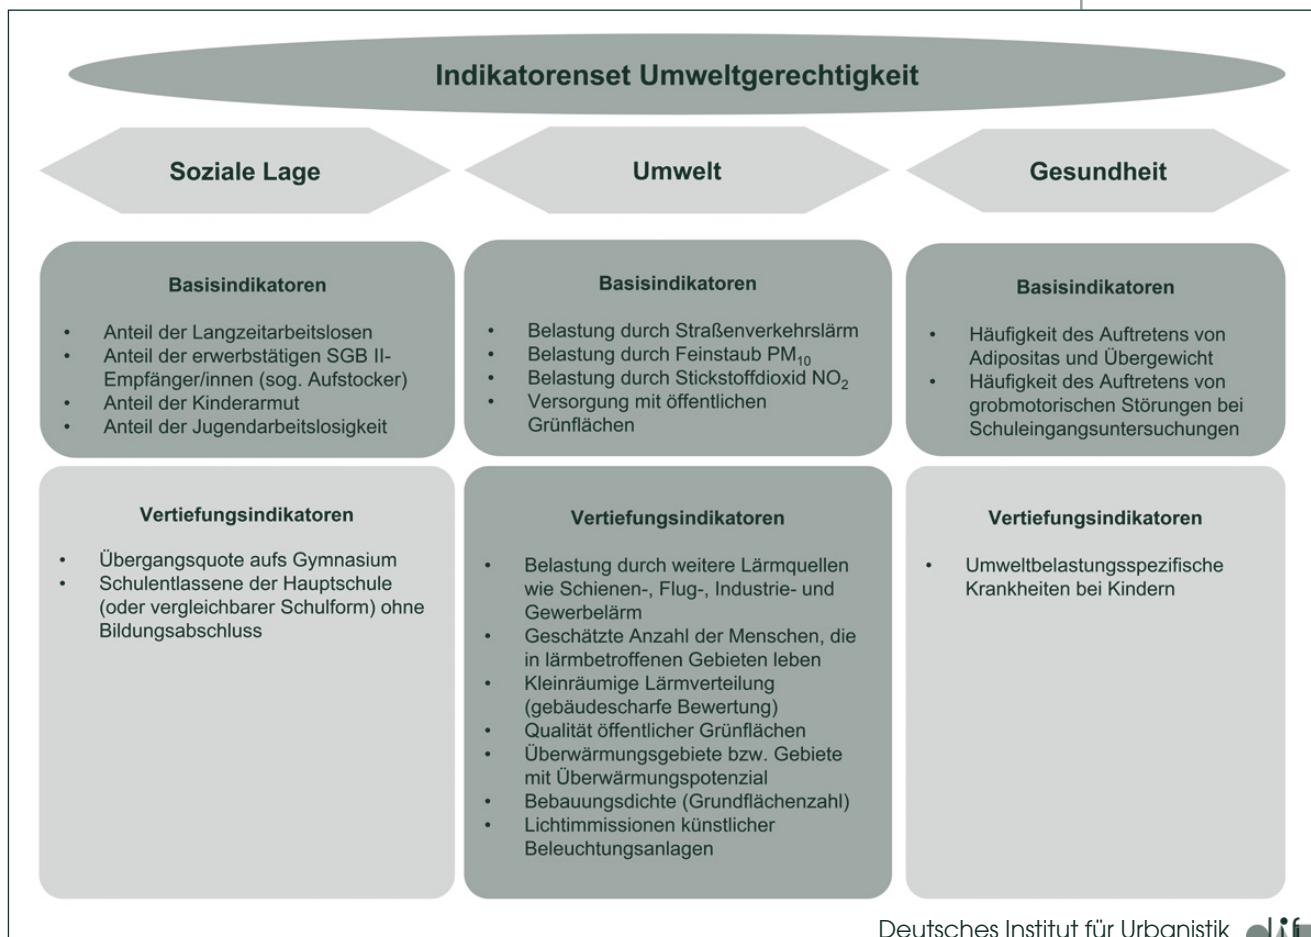 Indikatorenset Umweltgerechtigkeit
Soziale Lage
Umwelt
Gesundheit
Basisindikatoren
• Anteil der Langzeitarbeitslosen
• Anteil der erwerbstätigen SGB II-
Empfänger/innen (sog. Aufstocker)
• Anteil der Kinderarmut
• Anteil der Jugendarbeitslosigkeit
Basisindikatoren
• Belastung durch Straßenverkehrslärm
• Belastung durch Feinstaub PM₁₀
• Belastung durch Stickstoffdioxid NO₂
• Versorgung mit öffentlichen
Grünflächen
Basisindikatoren
• Häufigkeit des Auftretens von
Adipositas und Übergewicht
• Häufigkeit des Auftretens von
grobmotorischen Störungen bei
Schuleingangsuntersuchungen
Vertiefungsindikatoren
• Übergangsquote aufs Gymnasium
• Schulentlassene der Hauptschule
(oder vergleichbarer Schulform) ohne
Bildungsabschluss
Vertiefungsindikatoren
• Belastung durch weitere Lärmquellen
wie Schienen-, Flug-, Industrie- und
Gewerbelärm
• Geschätzte Anzahl der Menschen, die
in lärmbetroffenen Gebieten leben
• Kleinräumige Lärmverteilung
(gebäudescharfe Bewertung)
• Qualität öffentlicher Grünflächen
• Überwärmungsgebiete bzw. Gebiete
mit Überwärmungspotenzial
• Bebauungsdichte (Grundflächenzahl)
• Lichtimmissionen künstlicher
Beleuchtungsanlagen
Vertiefungsindikatoren
• Umweltbelastungsspezifische
Krankheiten bei Kindern
Deutsches Institut für Urbanistik